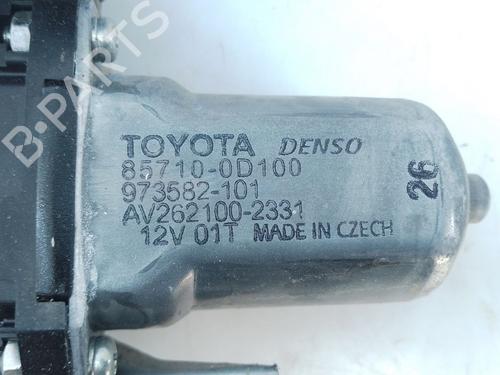 B-PARTS
TOYOTA DENSO
85710-0D100
973582-101
AV262100-2331
12V 01T MADE IN CZECH
26